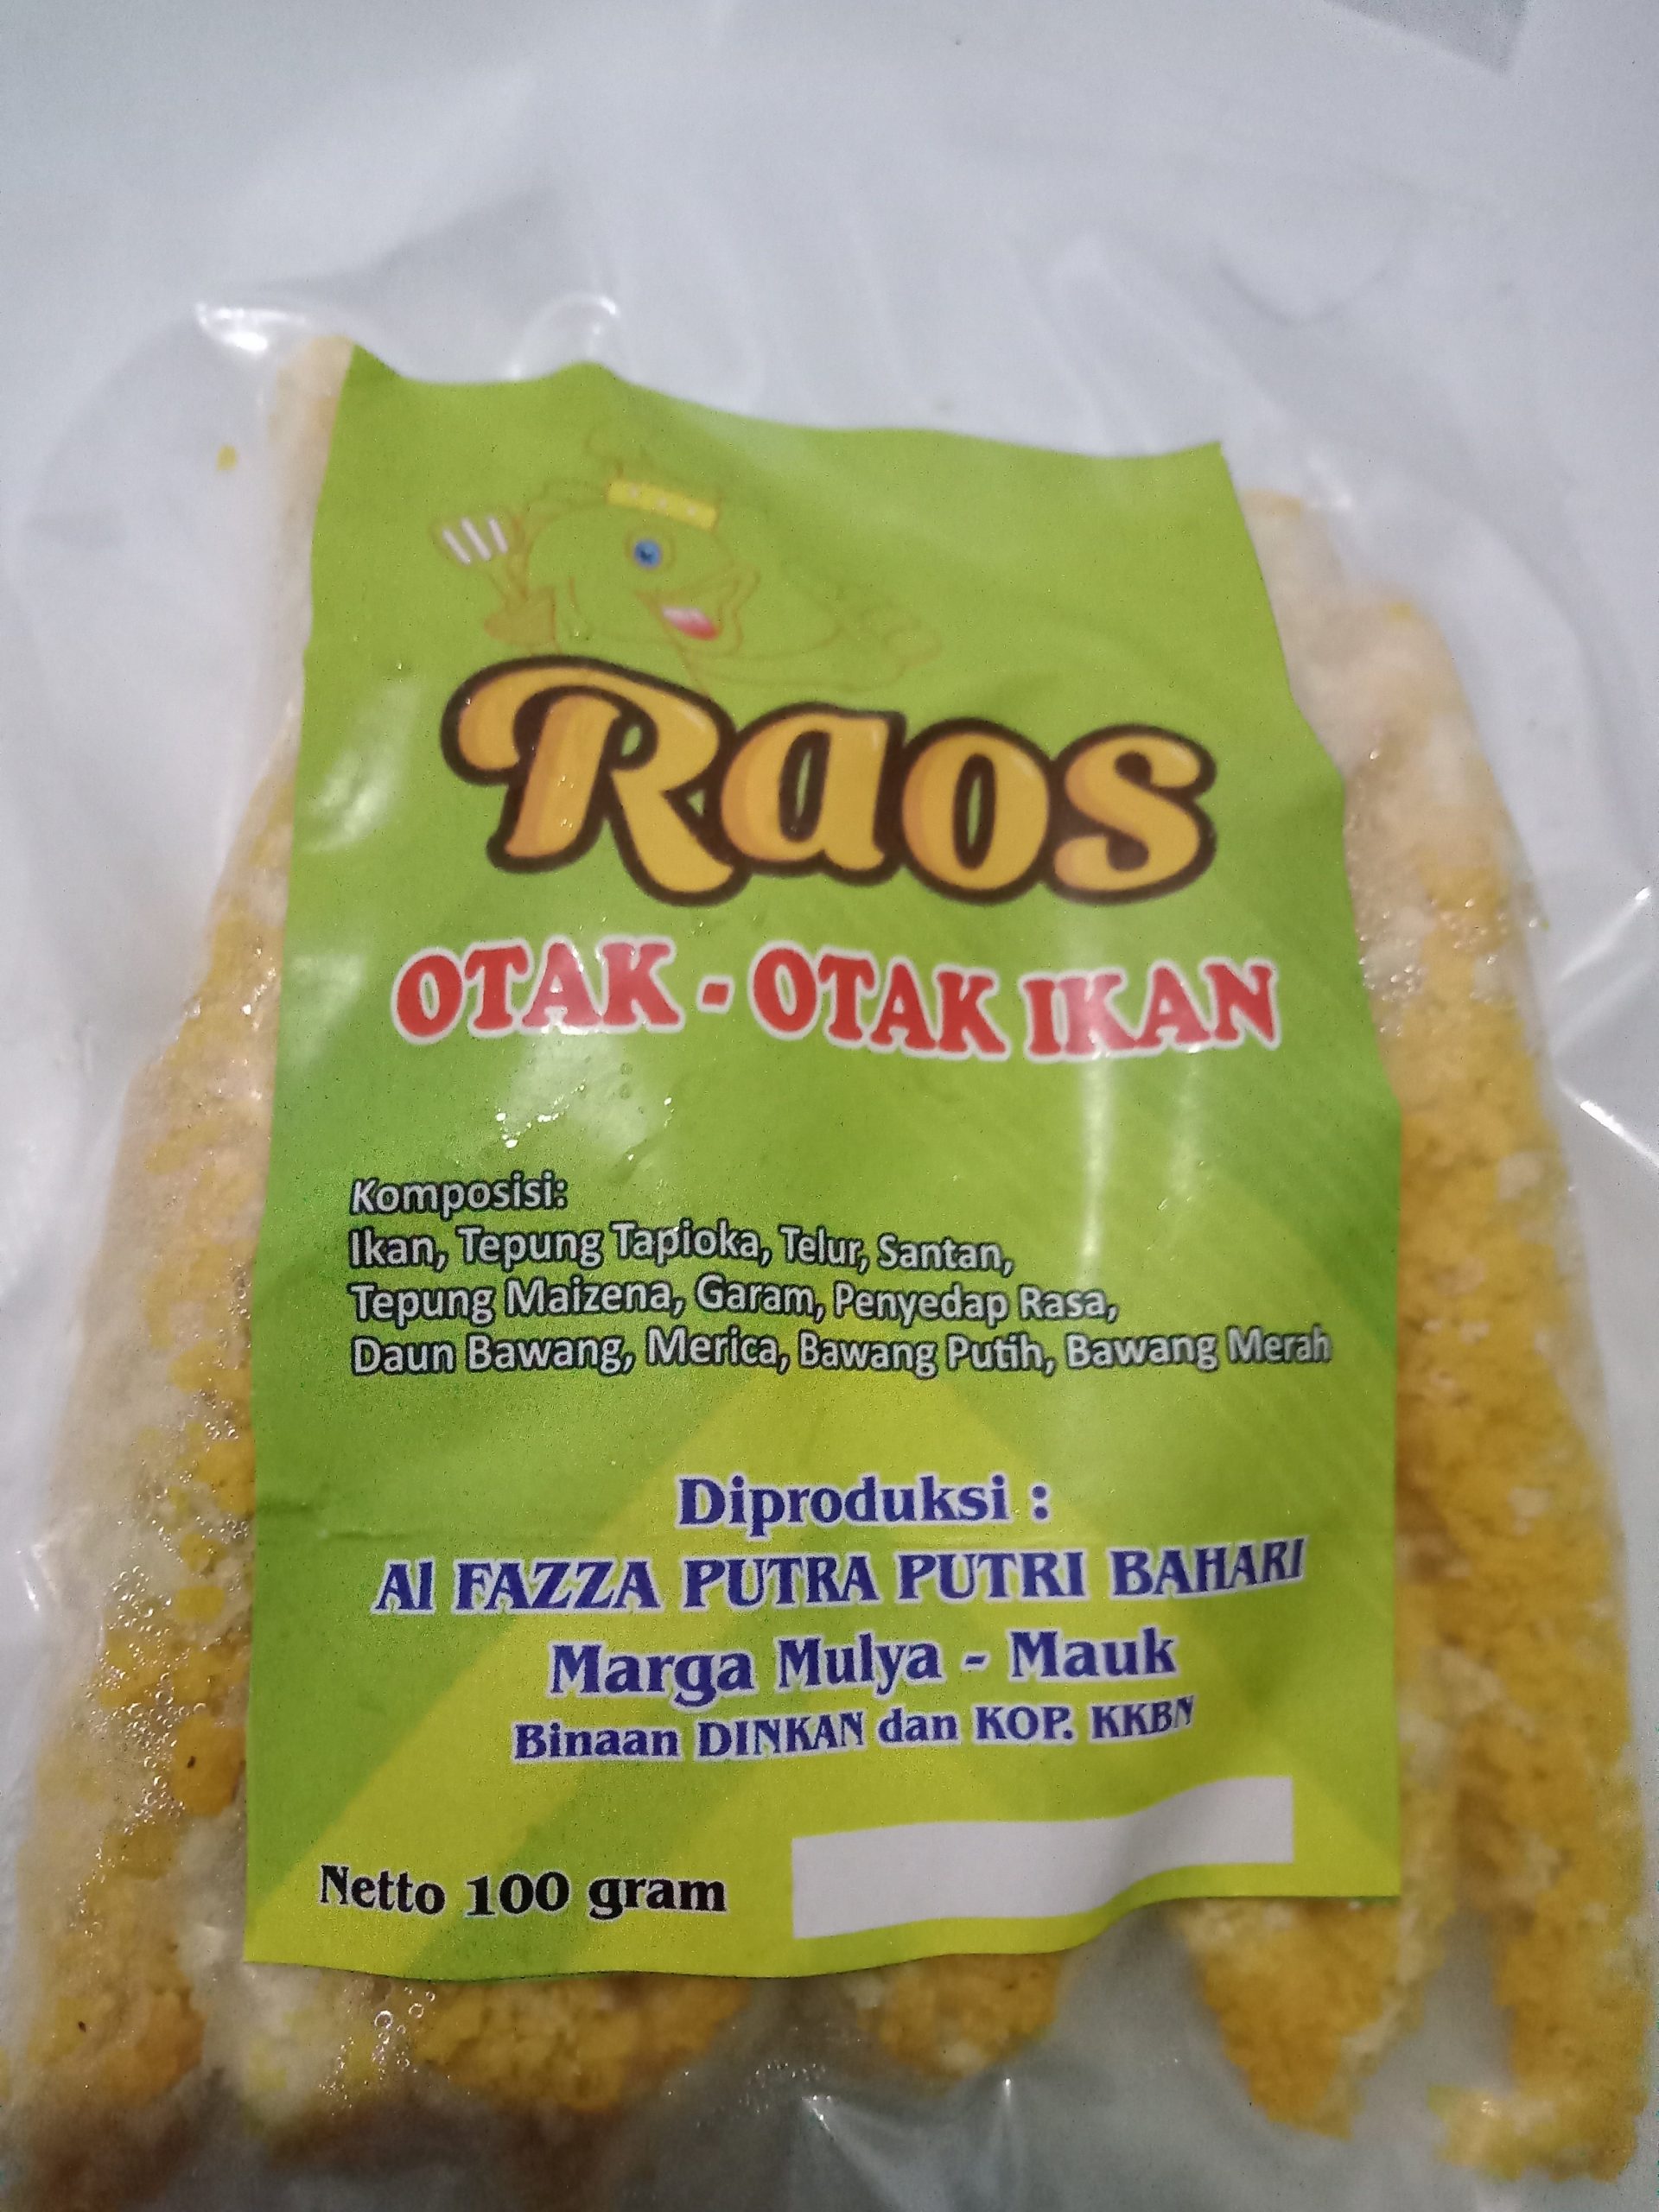 Raos
OTAK - OTAK IKAN
Komposisi:
Ikan, Tepung Tapioka, Telur, Santan,
Tepung Maizena, Garam, Penyedap Rasa,
Daun Bawang, Merica, Bawang Putih, Bawang Merah
Diproduksi :
Al FAZZA PUTRA PUTRI BAHARI
Marga Mulya - Mauk
Binaan DINKAN dan KOP. KKBN
Netto 100 gram